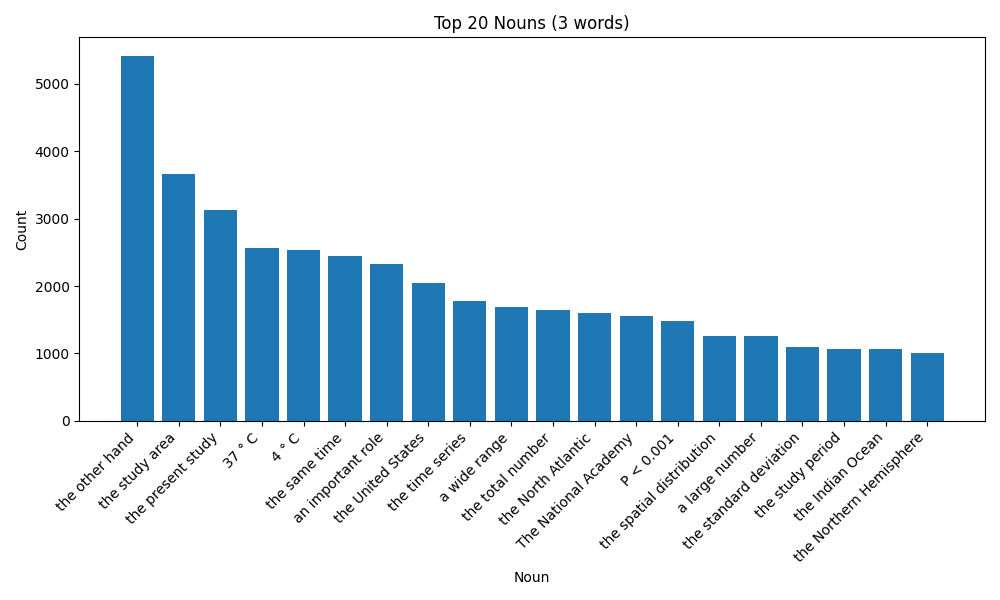 Top 20 Nouns (3 words)
Count
5000
4000
3000
2000
1000
0
the other hand
the study area
the present study
37 ° C
4 ° C
the same time
an important role
the United States
the time series
a wide range
the total number
the North Atlantic
The National Academy
P < 0.001
the spatial distribution
a large number
the standard deviation
the study period
the Indian Ocean
the Northern Hemisphere
Noun